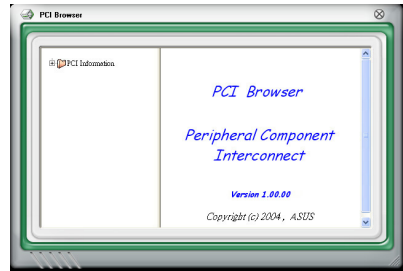 PCI Browser
PCI Information
PCI Browser
Peripheral Component
Interconnect
Version 1.00.00
Copyright (c) 2004, ASUS